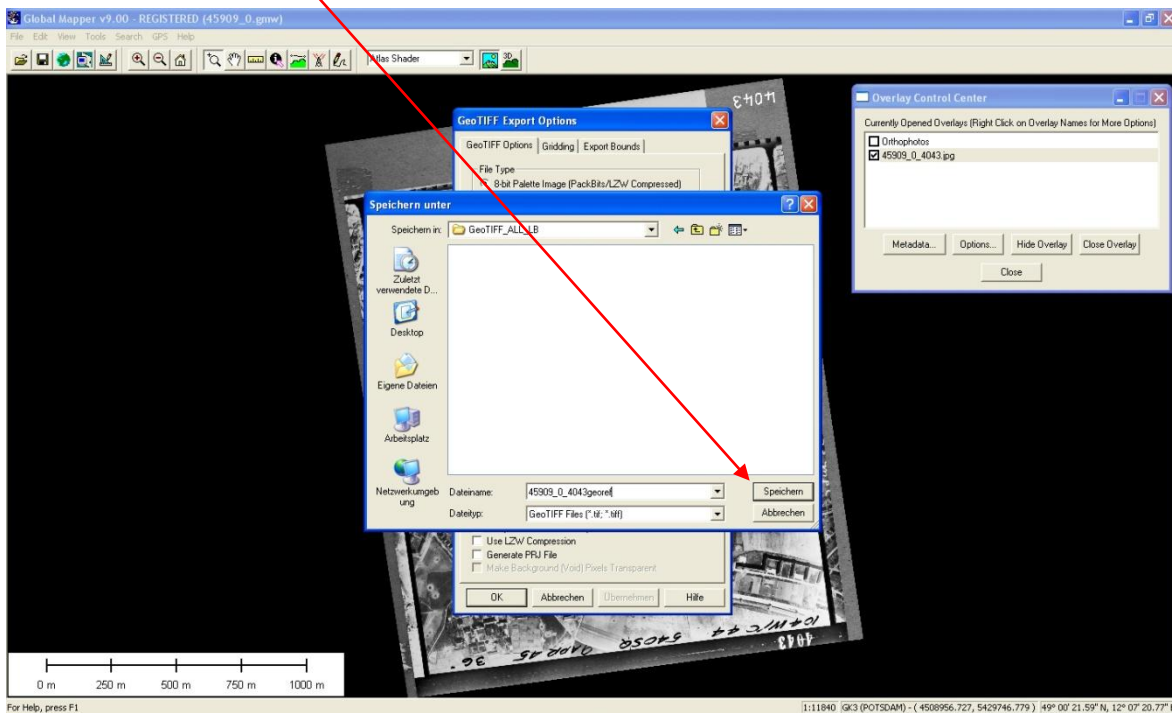 Global Mapper v9.00 - REGISTERED (45909_0.gmw)
File Edit View Tools Search GPS Help
Atlas Shader
3D
4043
Overlay Control Center
Currently Opened Overlays (Right Click on Overlay Names for More Options)
Orthophotos
45909_0_4043.jpg
Metadata... Options... Hide Overlay Close Overlay
Close
GeoTIFF Export Options
GeoTIFF Options Gridding Export Bounds
File Type
8-bit Palette Image (PackBits/LZW Compressed)
Speichern unter
Speichern in: GeoTIFF_ALL_LB
Zuletzt
verwendete D...
Desktop
Eigene Dateien
Arbeitsplatz
Netzwerkumgeb
ung
Dateiname: 45909_0_4043georef Speichern
Dateityp: GeoTIFF Files (*.tif; *.tiff) Abbrechen
Use LZW Compression
Generate PRJ File
Make Background (Void) Pixels Transparent
OK Abbrechen Übernehmen Hilfe
4043
0 m 250 m 500 m 750 m 1000 m
For Help, press F1
1:11840 GK3 (POTSDAM) - ( 4508956.727, 5429746.779 ) 49° 00' 21.59" N, 12° 07' 20.77"